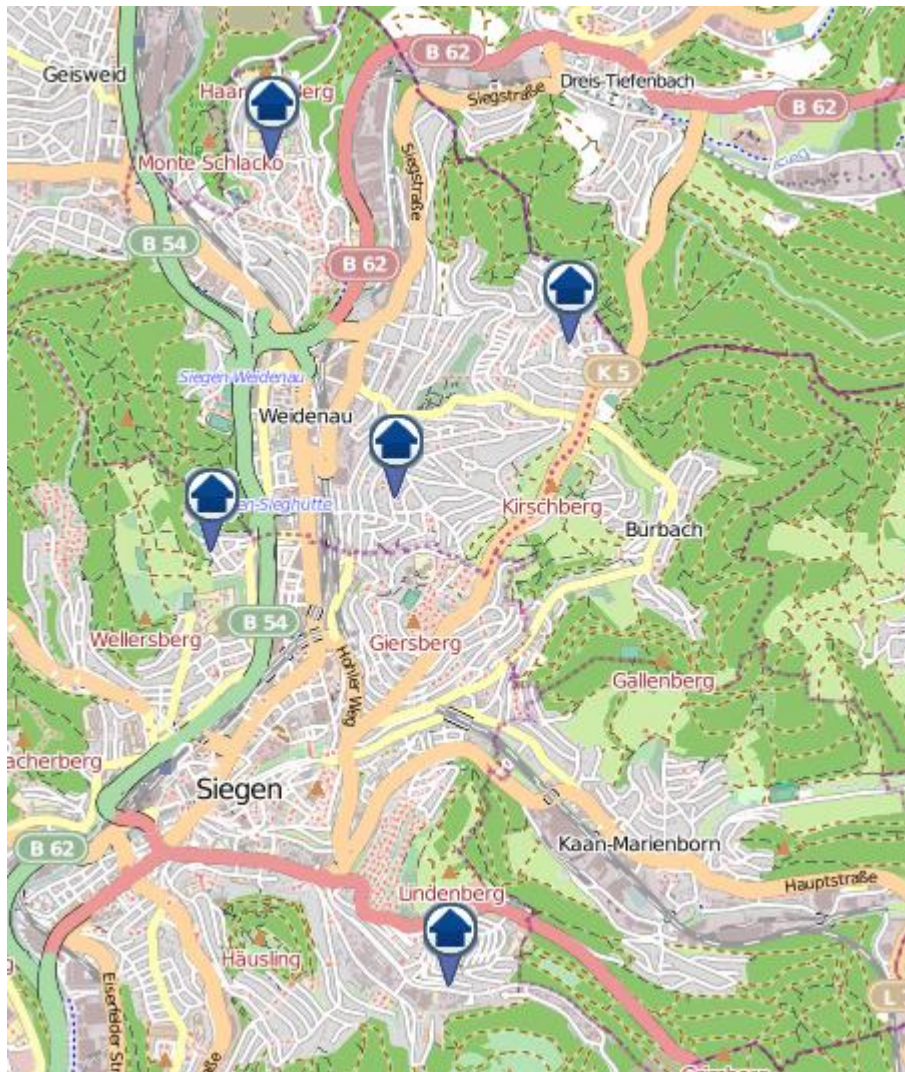 B 62
Geisweid
Dreis-Tiefenbach
Siegstraße
B 62
Monte Schlacko
Siegstraße
B 54
B 62
K 5
Siegen-Weidenau
Weidenau
Kirschberg
Bürbach
B 54
Wellersberg
Giersberg
Hohler Weg
Gallenberg
Siegen
B 62
Kaan-Marienborn
Hauptstraße
Lindenberg
Häusling